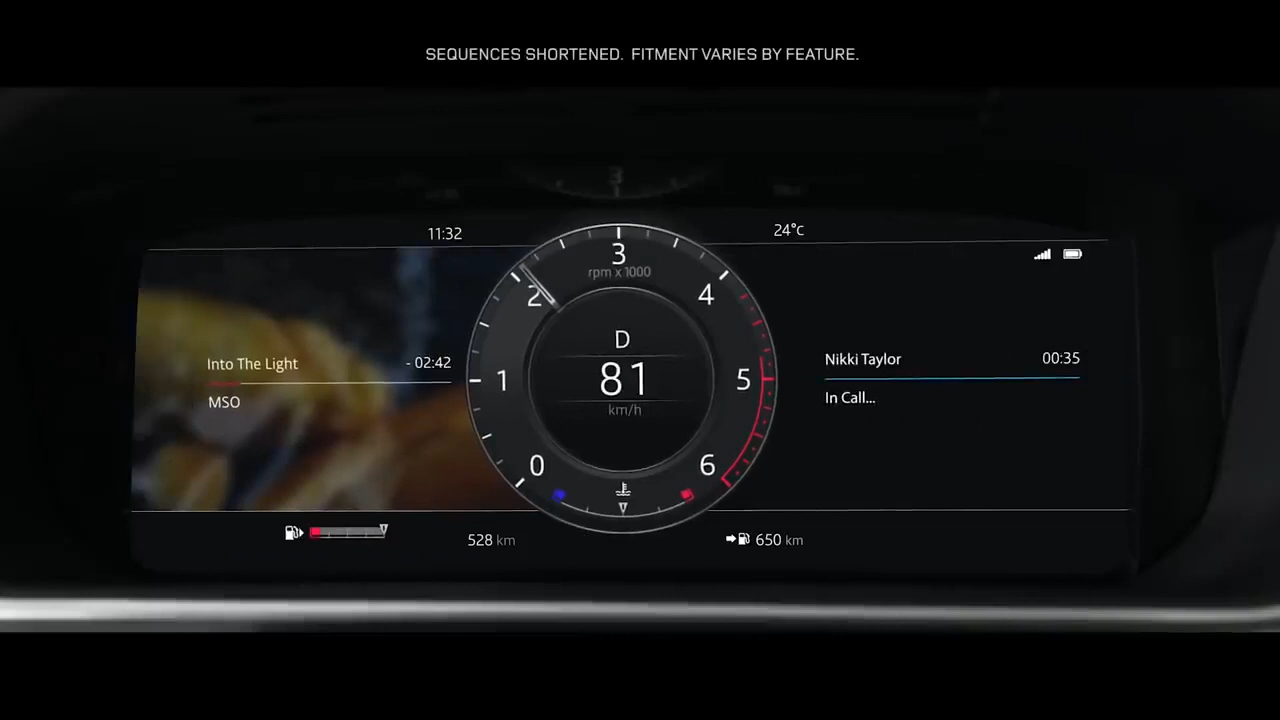 SEQUENCES SHORTENED.  FITMENT VARIES BY FEATURE.
3
11:32
24°c
3
rpm x 1000
2
4
D
Into The Light
- 02:42
Nikki Taylor
00:35
1
81
5
MSO
km/h
In Call...
0
6
528 km
650 km